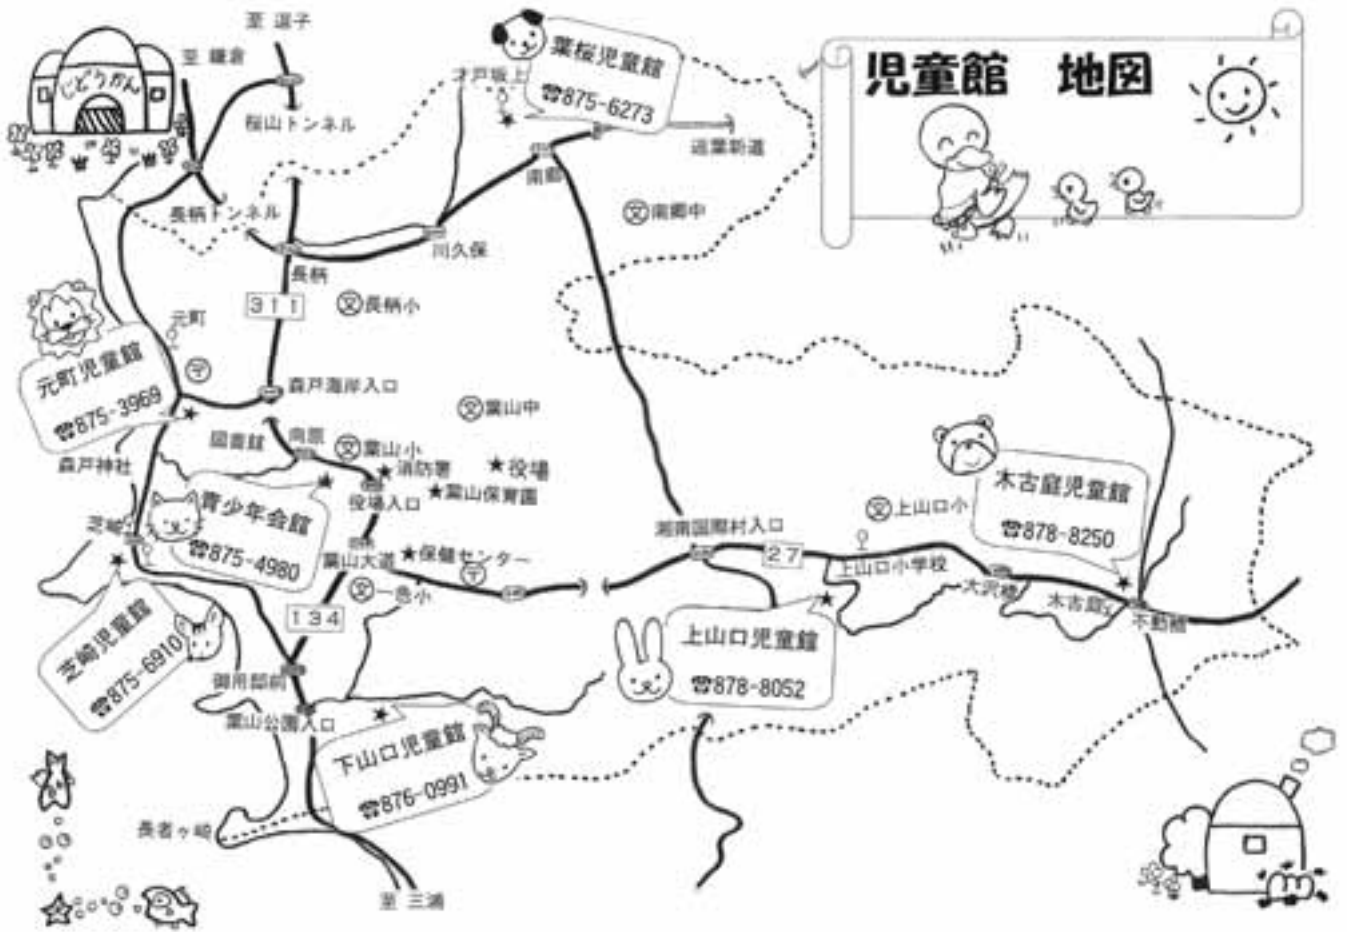 児童館 地図
至 逗子
至 鎌倉
じどうかん
桜山トンネル
葉桜児童館
☎875-6273
逗葉新道
南郷
南郷中
長柄トンネル
川久保
長柄
311
長柄小
元町
元町児童館
☎875-3969
森戸海岸入口
葉山中
図書館
向原
葉山小
消防署
役場
森戸神社
役場入口
葉山保育園
青少年会館
☎875-4980
芝崎
葉山大道
保健センター
一色小
134
湘南国際村入口
27
上山口小
上山口小学校
木古庭児童館
☎878-8250
大沢橋
木古庭
不動橋
上山口児童館
☎878-8052
芝崎児童館
☎875-6910
御用邸前
葉山公園入口
下山口児童館
☎876-0991
長者ヶ崎
至 三浦